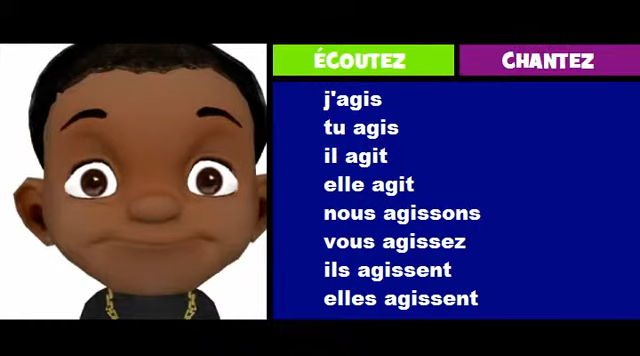 ÉCOUTEZ
CHANTEZ
j'agis
tu agis
il agit
elle agit
nous agissons
vous agissez
ils agissent
elles agissent